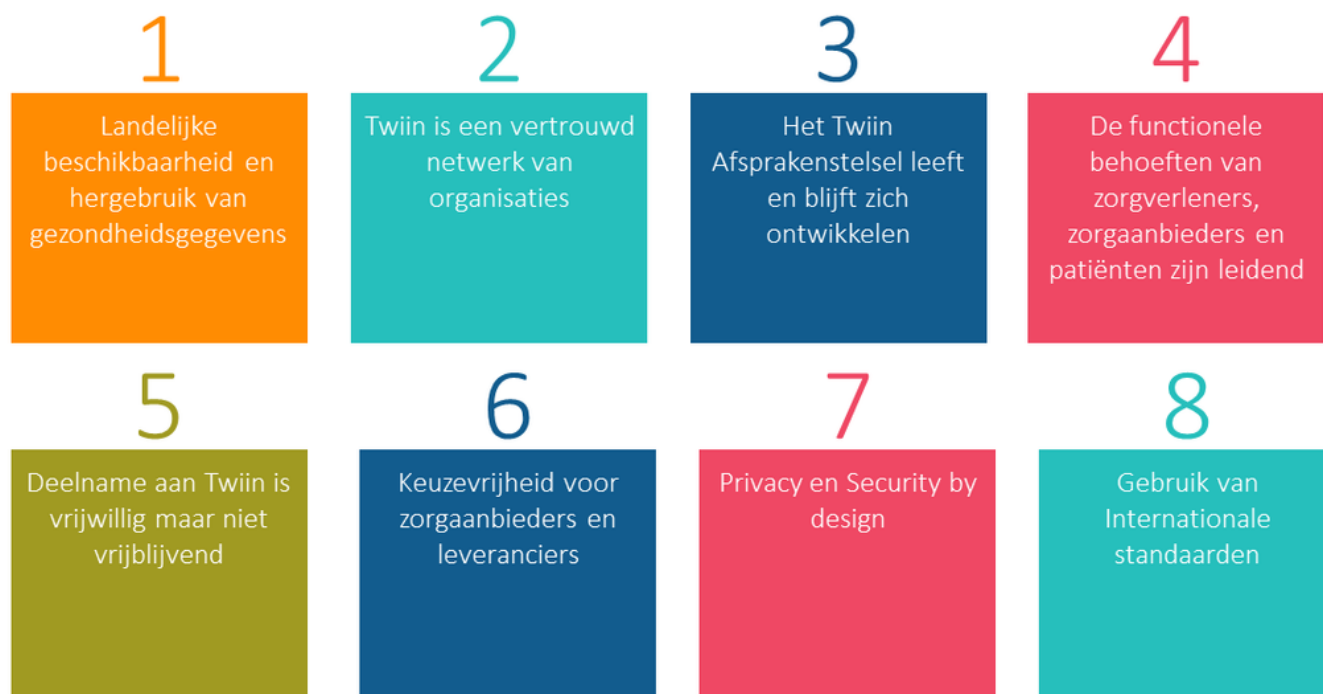 1
Landelijke
beschikbaarheid en
hergebruik van
gezondheidsgegevens
2
Twiin is een vertrouwd
netwerk van
organisaties
3
Het Twiin
Afsprakenstelsel leeft
en blijft zich
ontwikkelen
4
De functionele
behoeften van
zorgverleners,
zorgaanbieders en
patiënten zijn leidend
5
Deelname aan Twiin is
vrijwillig maar niet
vrijblijvend
6
Keuzevrijheid voor
zorgaanbieders en
leveranciers
7
Privacy en Security by
design
8
Gebruik van
Internationale
standaarden